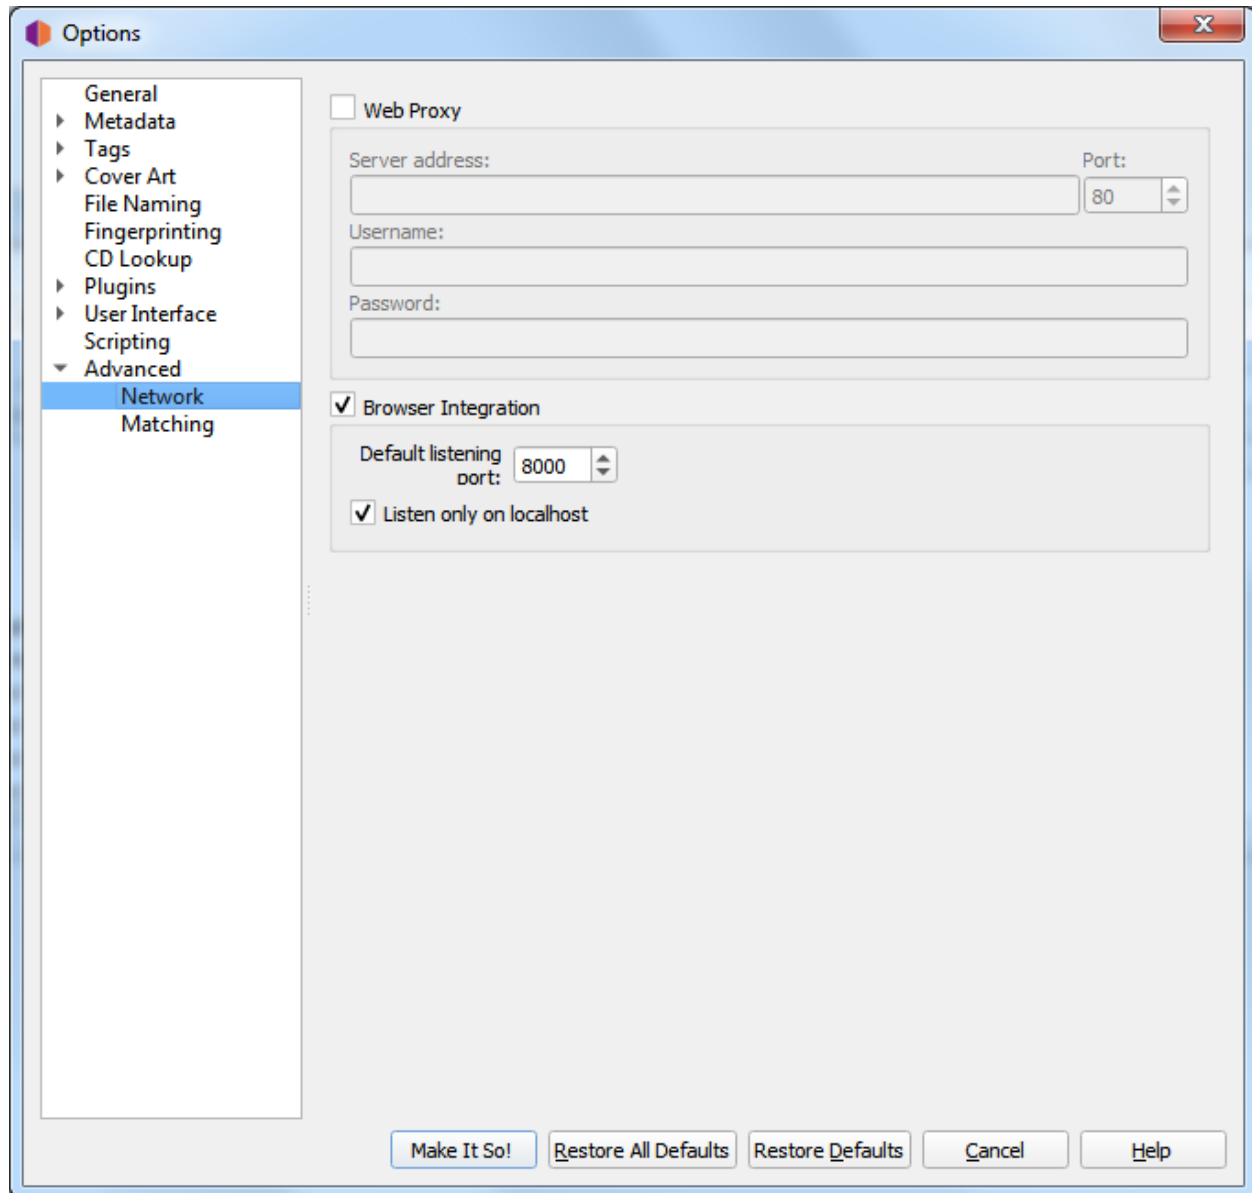 Options
General
Metadata
Tags
Cover Art
File Naming
Fingerprinting
CD Lookup
Plugins
User Interface
Scripting
Advanced
Network
Matching
Web Proxy
Server address: Port:
80
Username:
Password:
Browser Integration
Default listening
port: 8000
Listen only on localhost
Make It So! Restore All Defaults Restore Defaults Cancel Help